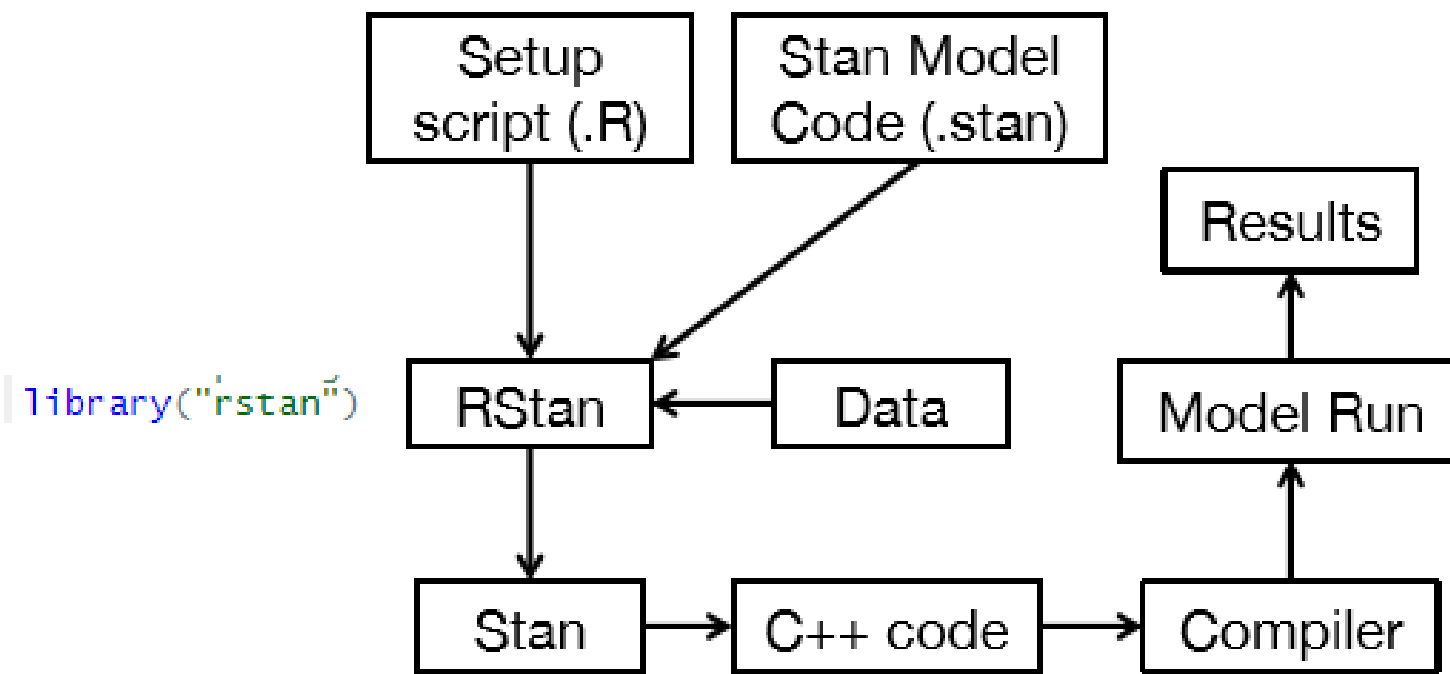 Setup
script (.R)
Stan Model
Code (.stan)
Results
library("rstan")
RStan
Data
Model Run
Stan
C++ code
Compiler